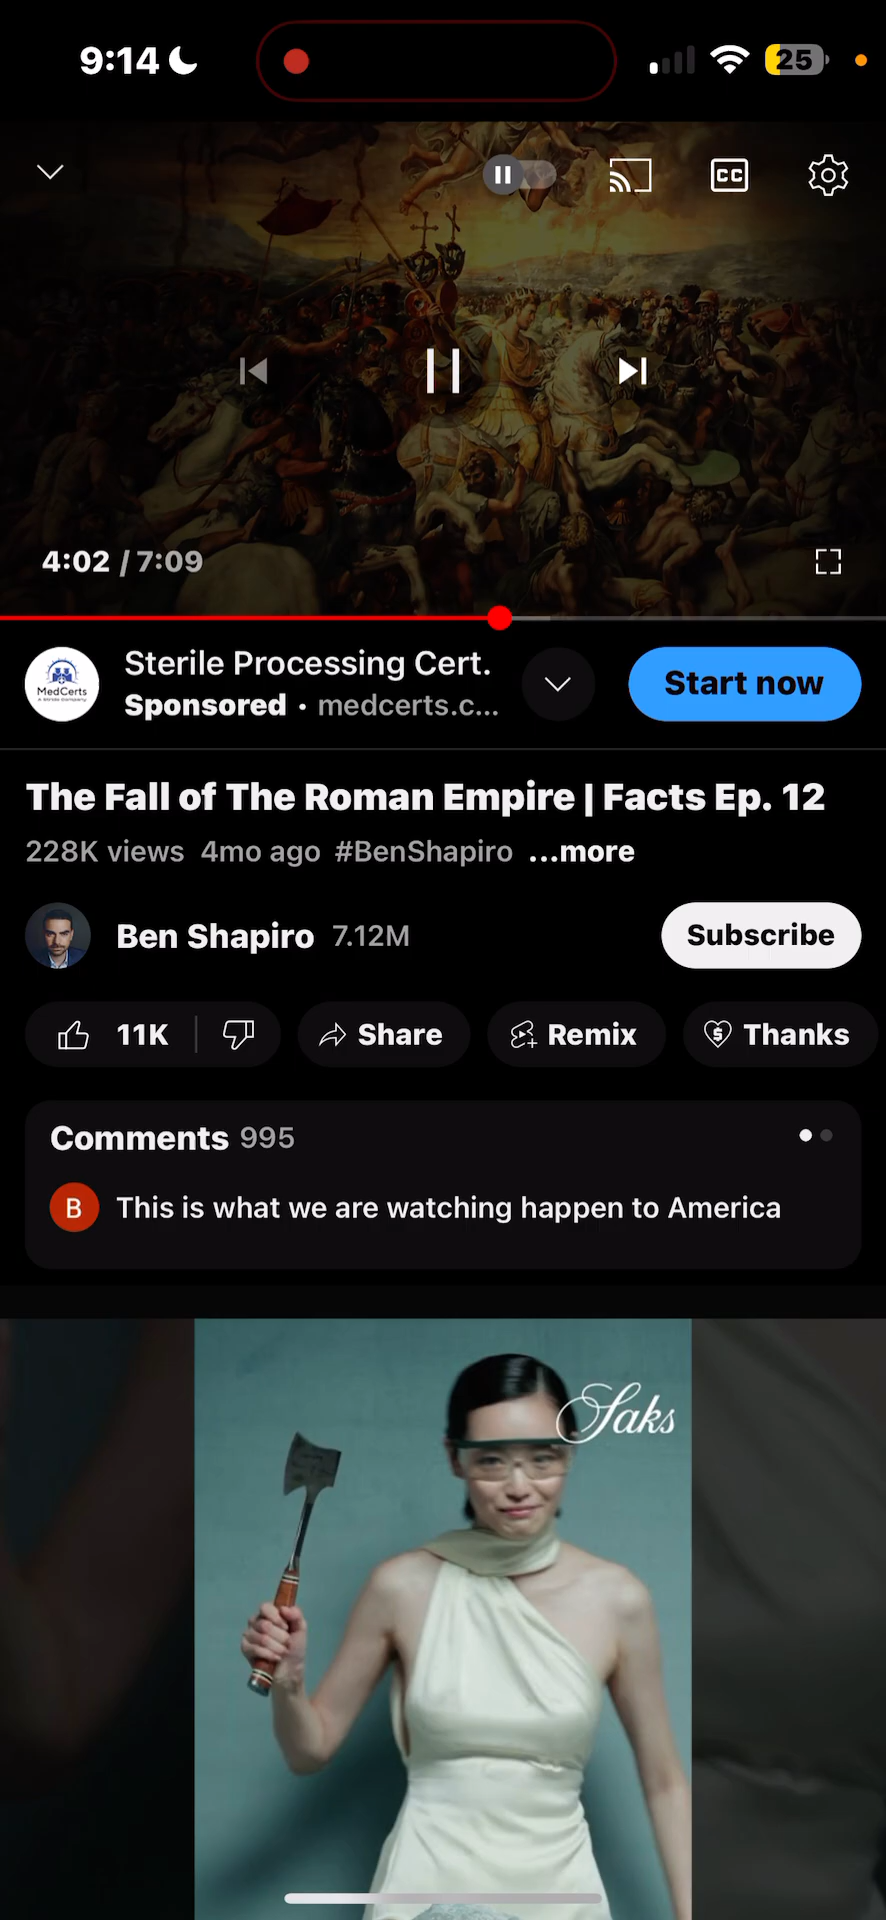 9:14
25
CC
4:02 / 7:09
MedCerts
Sterile Processing Cert.
Sponsored • medcerts.c...
Start now
The Fall of The Roman Empire | Facts Ep. 12
228K views 4mo ago #BenShapiro ...more
Ben Shapiro 7.12M
Subscribe
11K
Share
Remix
Thanks
Comments 995
B
This is what we are watching happen to America
Saks